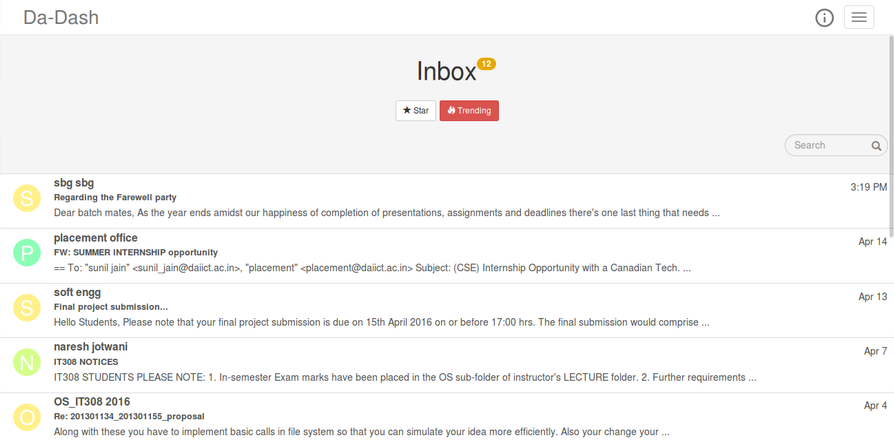 Da-Dash
Inbox 12
Star Trending
Search
S sbg sbg 3:19 PM
Regarding the Farewell party
Dear batch mates, As the year ends amidst our happiness of completion of presentations, assignments and deadlines there's one last thing that needs ...
P placement office Apr 14
FW: SUMMER INTERNSHIP opportunity
== To: "sunil jain" <sunil_jain@daiict.ac.in>, "placement" <placement@daiict.ac.in> Subject: (CSE) Internship Opportunity with a Canadian Tech. ...
S soft engg Apr 13
Final project submission...
Hello Students, Please note that your final project submission is due on 15th April 2016 on or before 17:00 hrs. The final submission would comprise ...
N naresh jotwani Apr 7
IT308 NOTICES
IT308 STUDENTS PLEASE NOTE: 1. In-semester Exam marks have been placed in the OS sub-folder of instructor's LECTURE folder. 2. Further requirements ...
O OS_IT308 2016 Apr 4
Re: 201301134_201301155_proposal
Along with these you have to implement basic calls in file system so that you can simulate your idea more efficiently. Also your change your ...